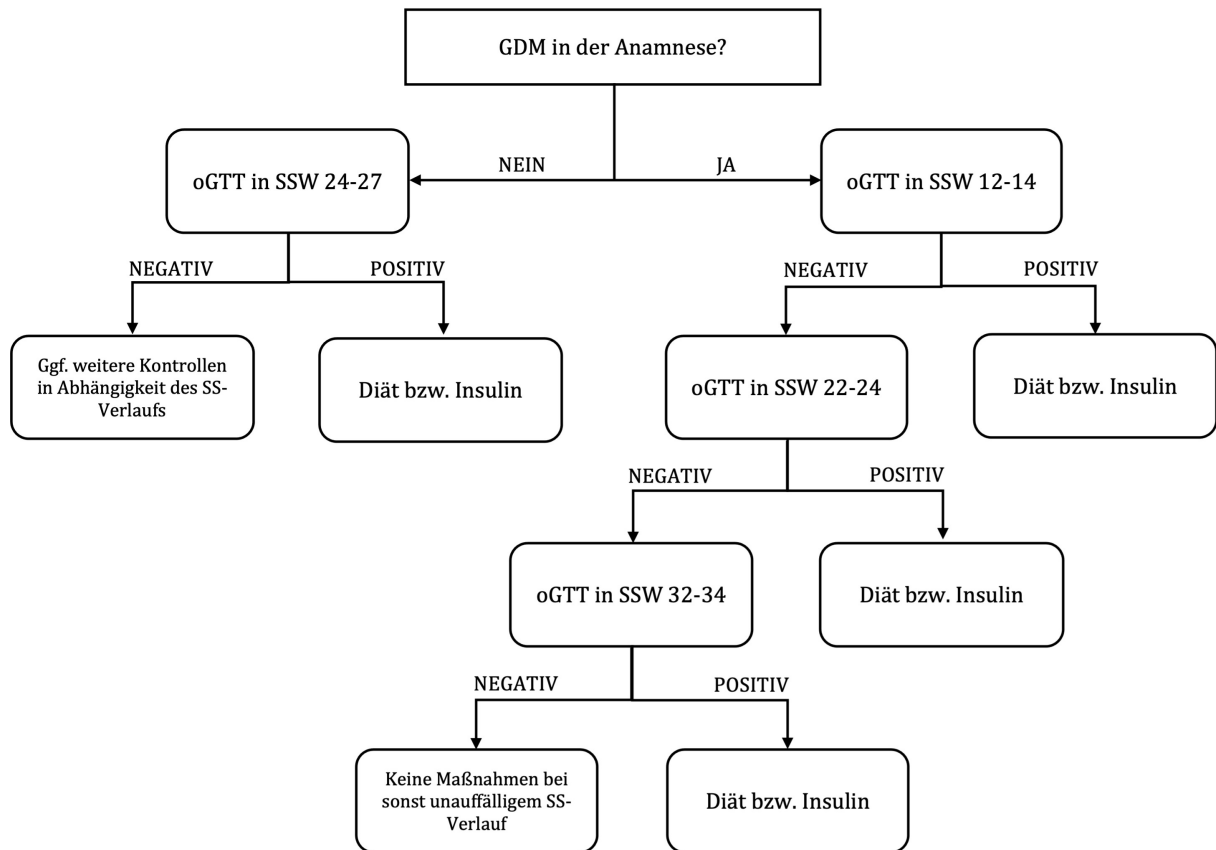 GDM in der Anamnese?
NEIN
JA
oGTT in SSW 24-27
oGTT in SSW 12-14
NEGATIV
POSITIV
NEGATIV
POSITIV
Ggf. weitere Kontrollen
in Abhängigkeit des SS-
Verlaufs
Diät bzw. Insulin
oGTT in SSW 22-24
Diät bzw. Insulin
NEGATIV
POSITIV
oGTT in SSW 32-34
Diät bzw. Insulin
NEGATIV
POSITIV
Keine Maßnahmen bei
sonst unauffälligem SS-
Verlauf
Diät bzw. Insulin